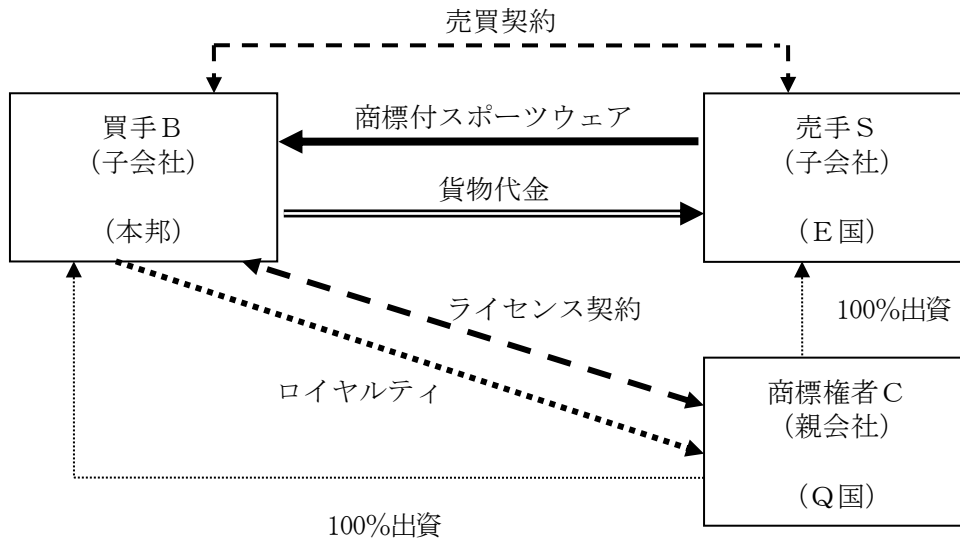 売買契約
買手Ｂ
（子会社）
（本邦）
商標付スポーツウェア
貨物代金
売手Ｓ
（子会社）
（Ｅ国）
ライセンス契約
100％出資
ロイヤルティ
商標権者Ｃ
（親会社）
（Ｑ国）
100％出資